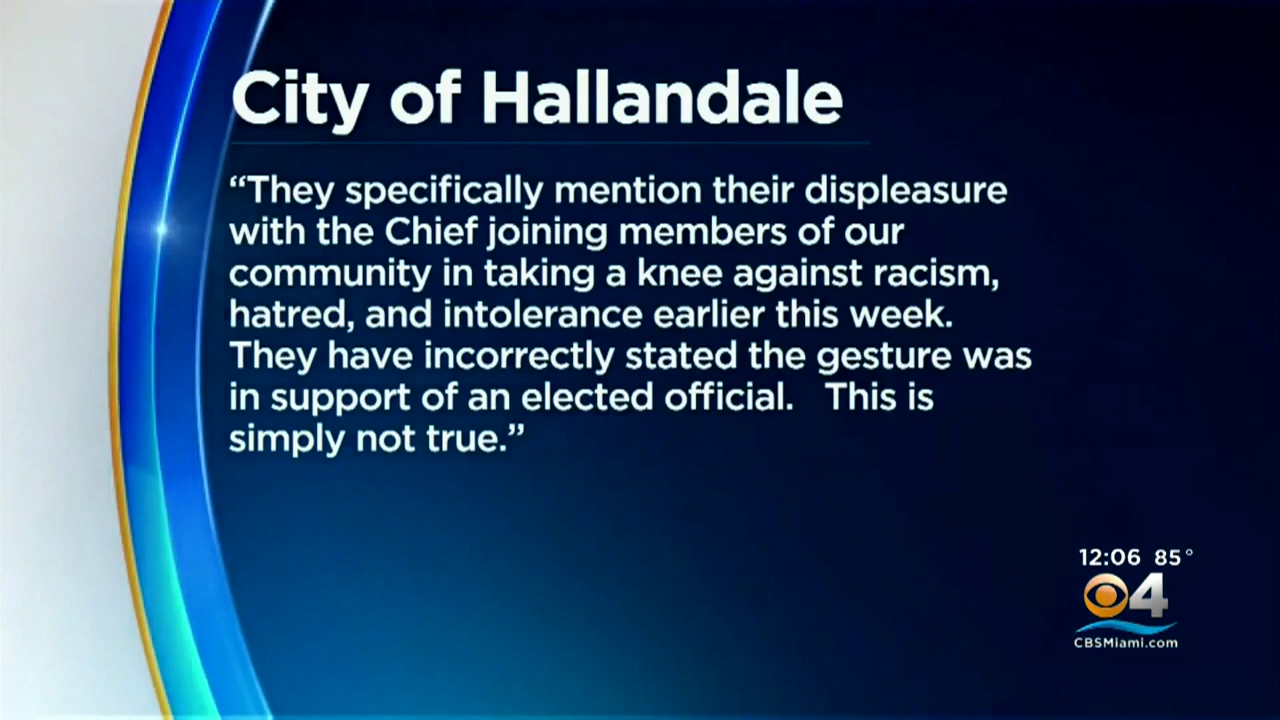 City of Hallandale
“They specifically mention their displeasure
with the Chief joining members of our
community in taking a knee against racism,
hatred, and intolerance earlier this week.
They have incorrectly stated the gesture was
in support of an elected official.   This is
simply not true.”
12:06 85°
4
CBSMiami.com